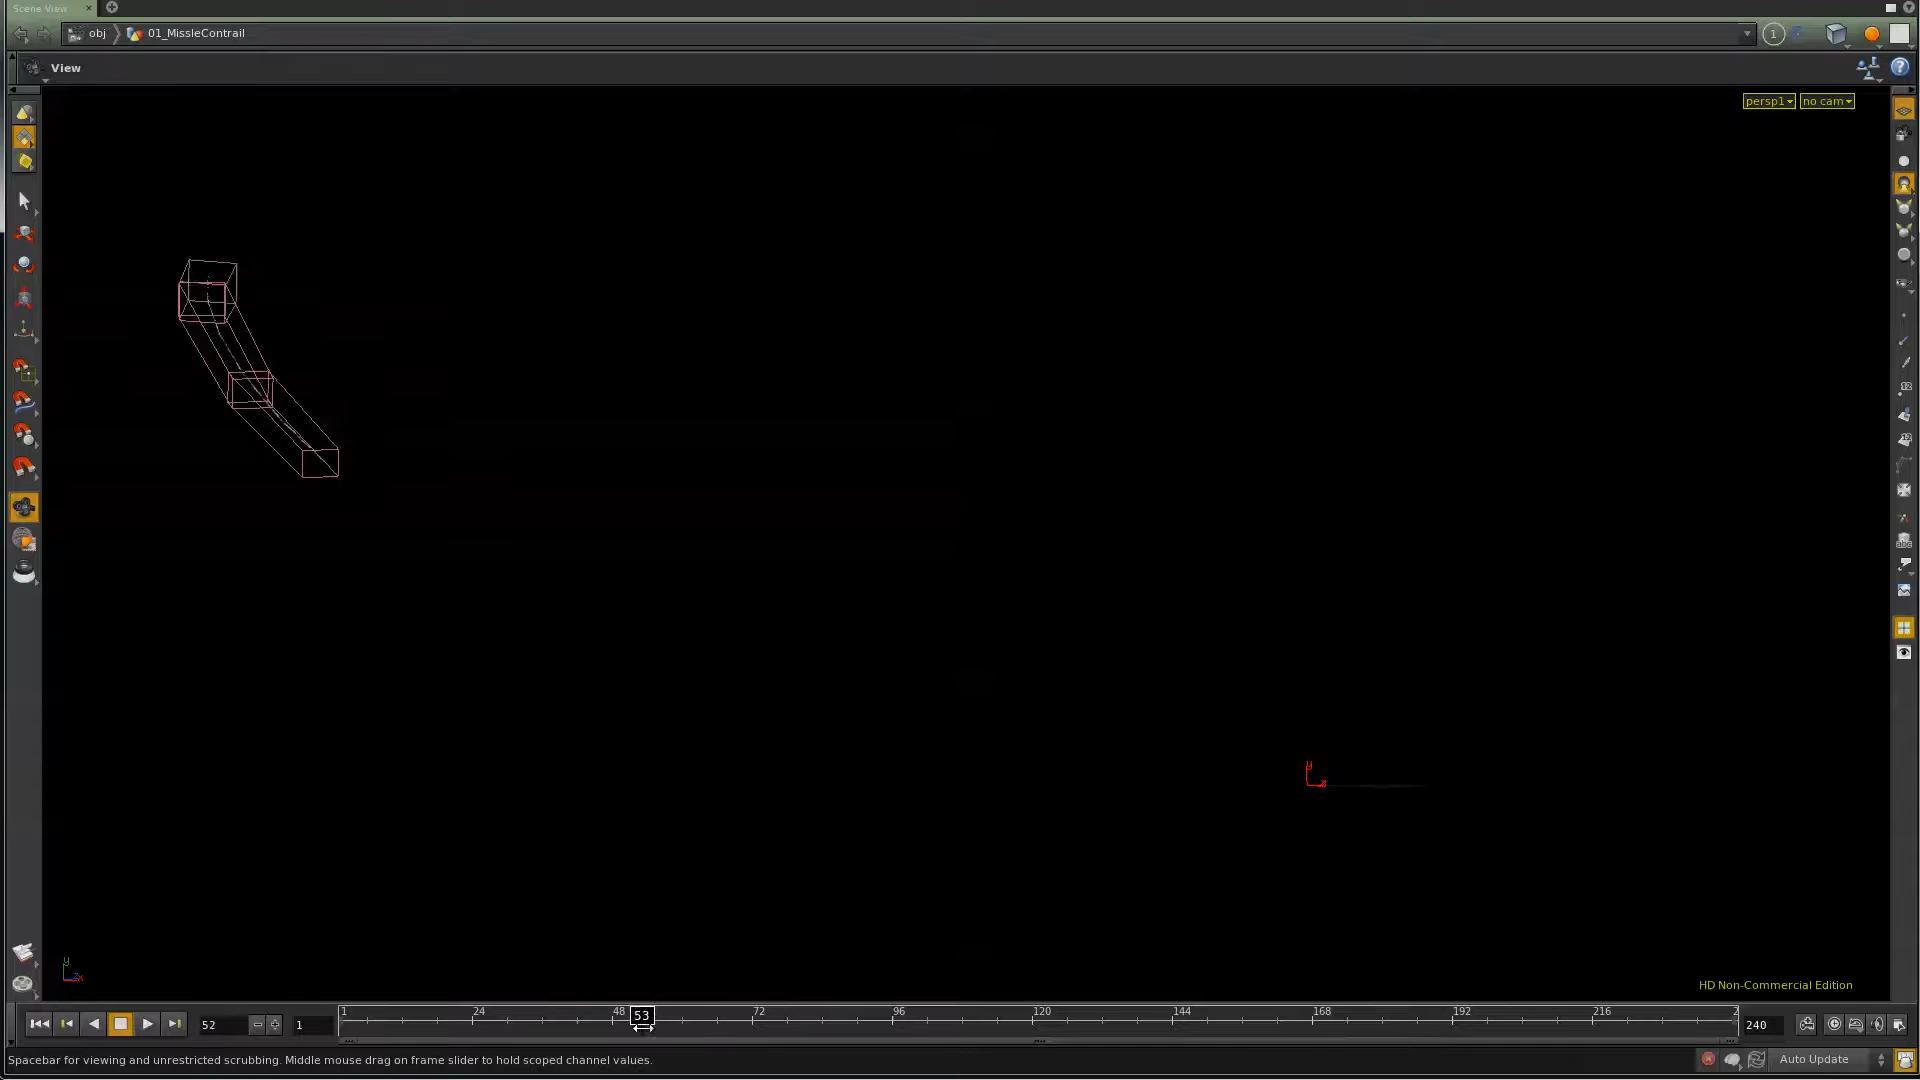 Scene View
obj
01_MissleContrail
1
View
persp1
no cam
y
y
HD Non-Commercial Edition
52
1
1
24
48
53
72
96
120
144
168
192
216
2
240
Spacebar for viewing and unrestricted scrubbing. Middle mouse drag on frame slider to hold scoped channel values.
Auto Update